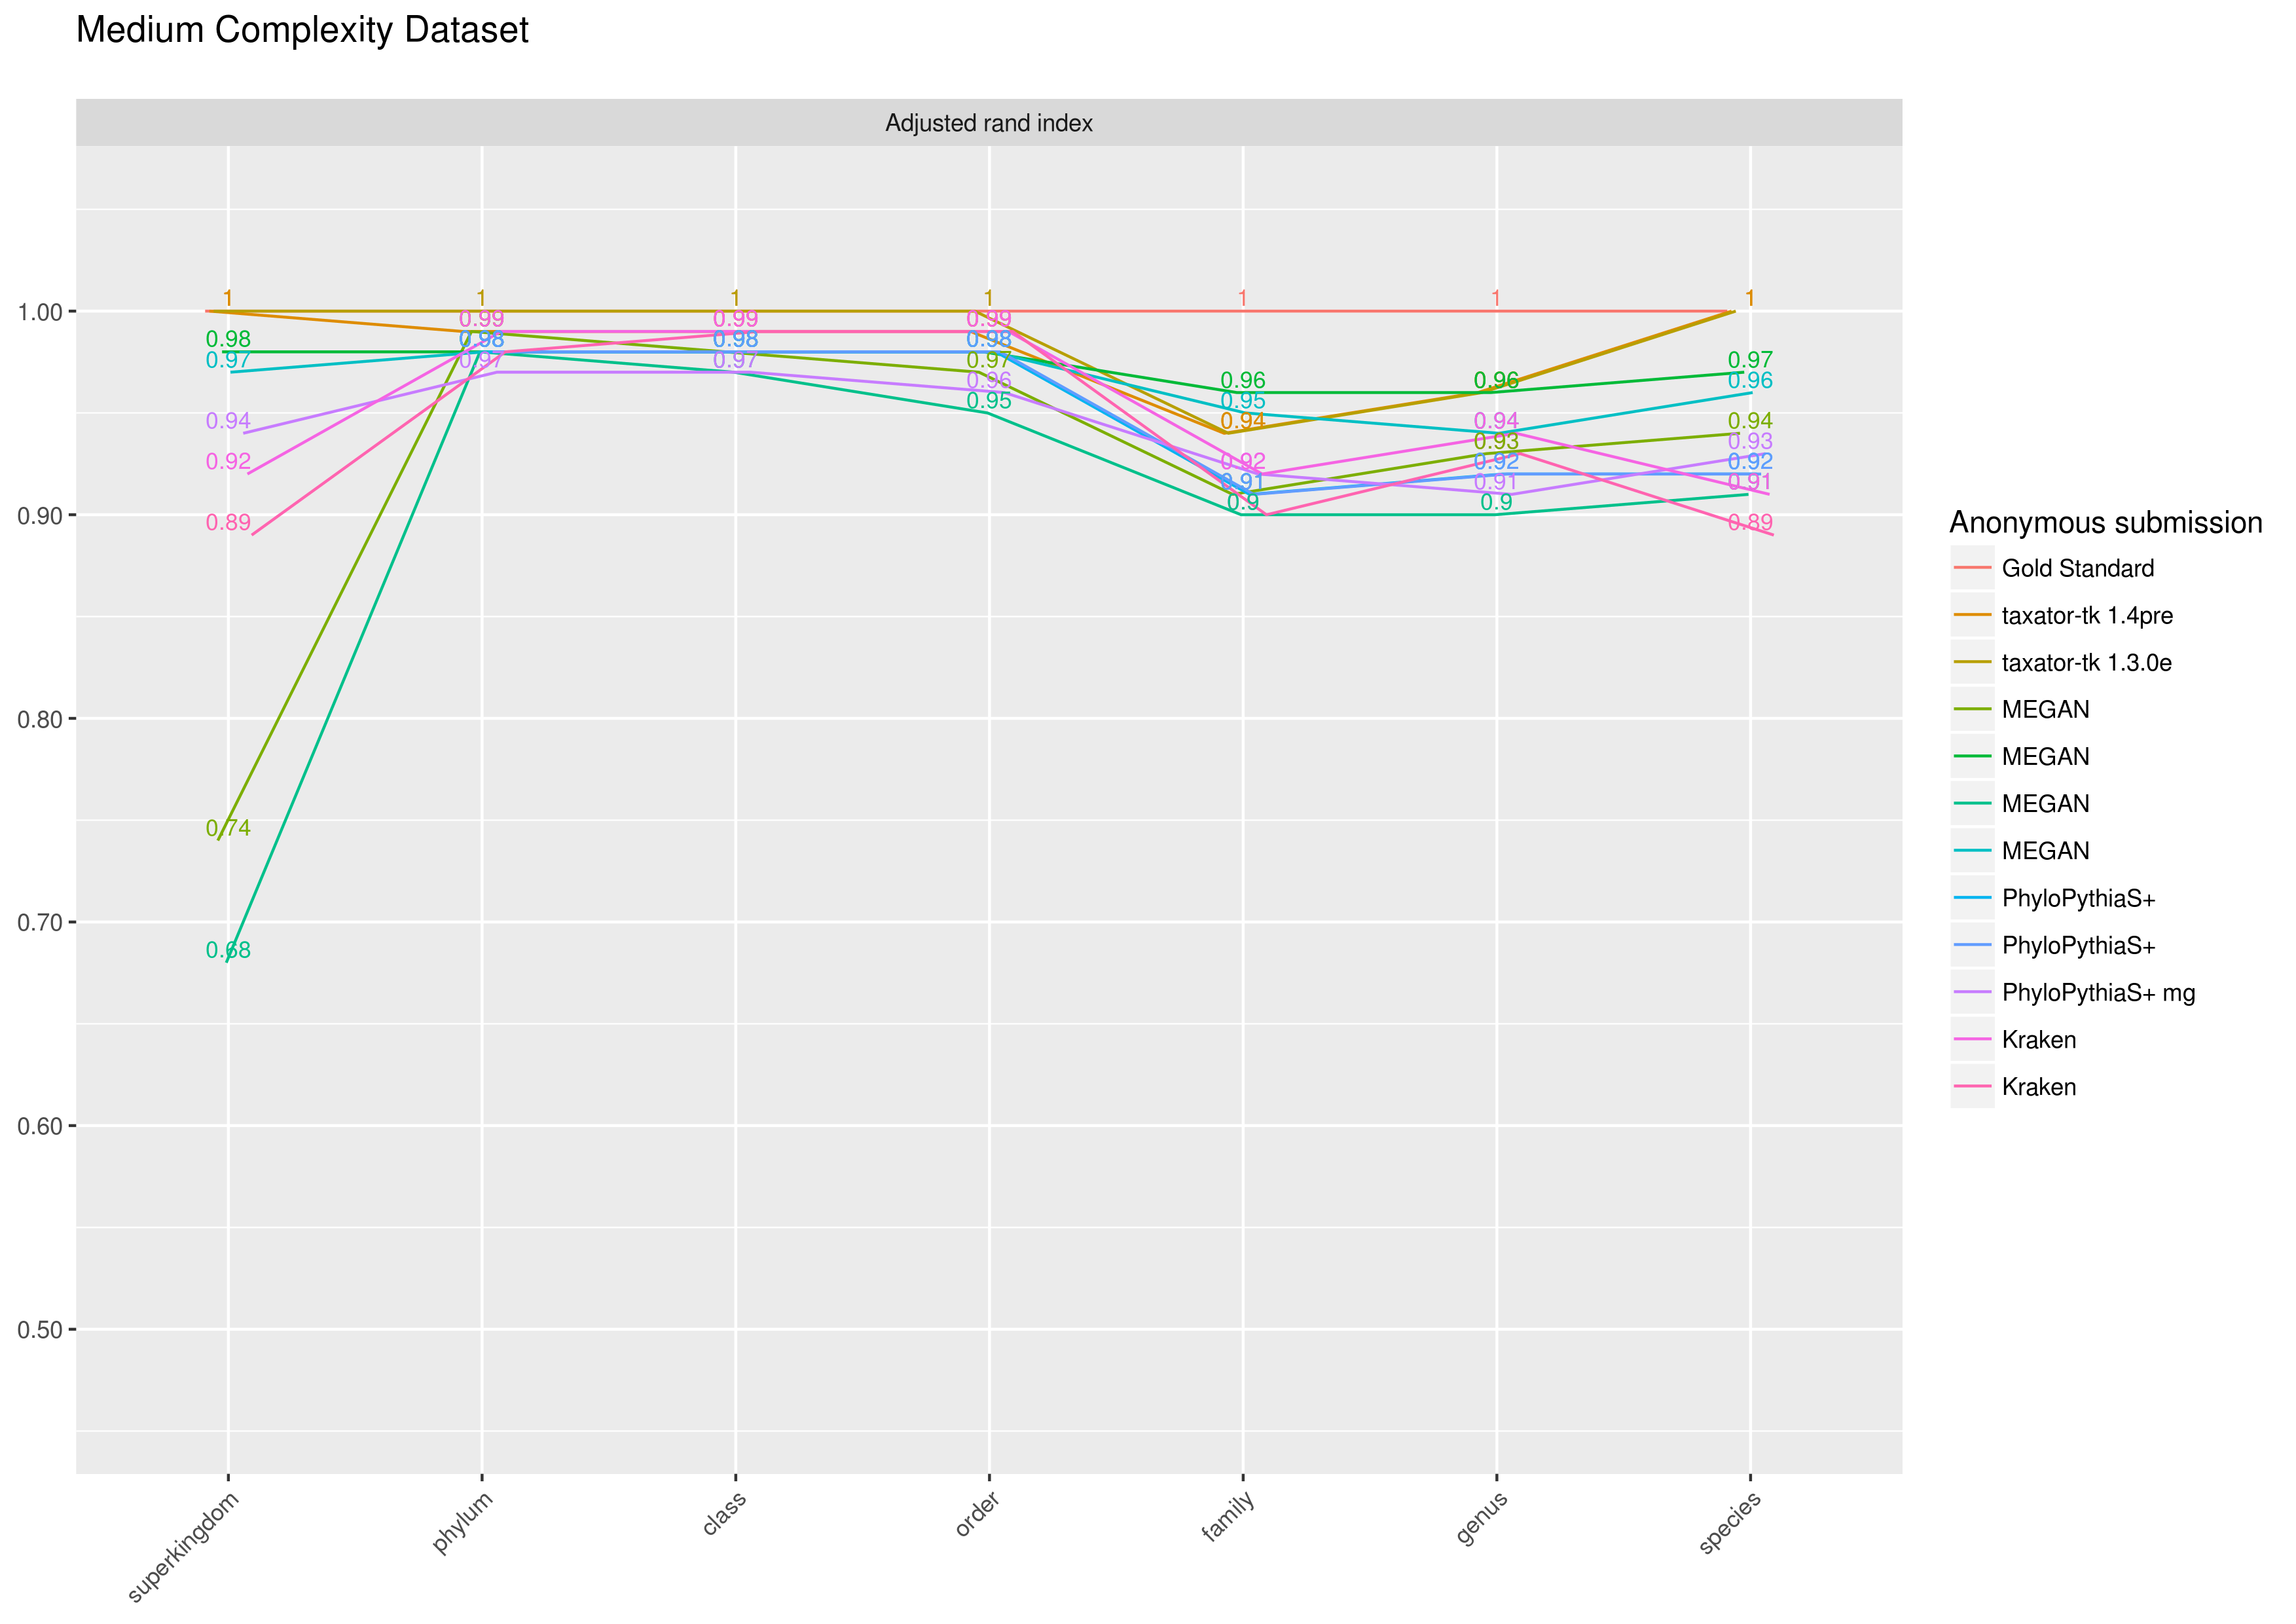 Medium Complexity Dataset
Adjusted rand index
1 1 1 1 1 1 1
1.00
0.99 0.99 0.99
0.98 0.98 0.98 0.98
0.97 0.97 0.97 0.97 0.97
0.96 0.96 0.96 0.96
0.95 0.95
0.94 0.94 0.94 0.94
0.93 0.93
0.92 0.92 0.92 0.92
0.91 0.91 0.91
0.9 0.9
0.90
0.89 0.89
0.80
0.74
0.70
0.68
0.60
0.50
superkingdom
phylum
class
order
family
genus
species
Anonymous submission
Gold Standard
taxator-tk 1.4pre
taxator-tk 1.3.0e
MEGAN
MEGAN
MEGAN
MEGAN
PhyloPythiaS+
PhyloPythiaS+
PhyloPythiaS+ mg
Kraken
Kraken